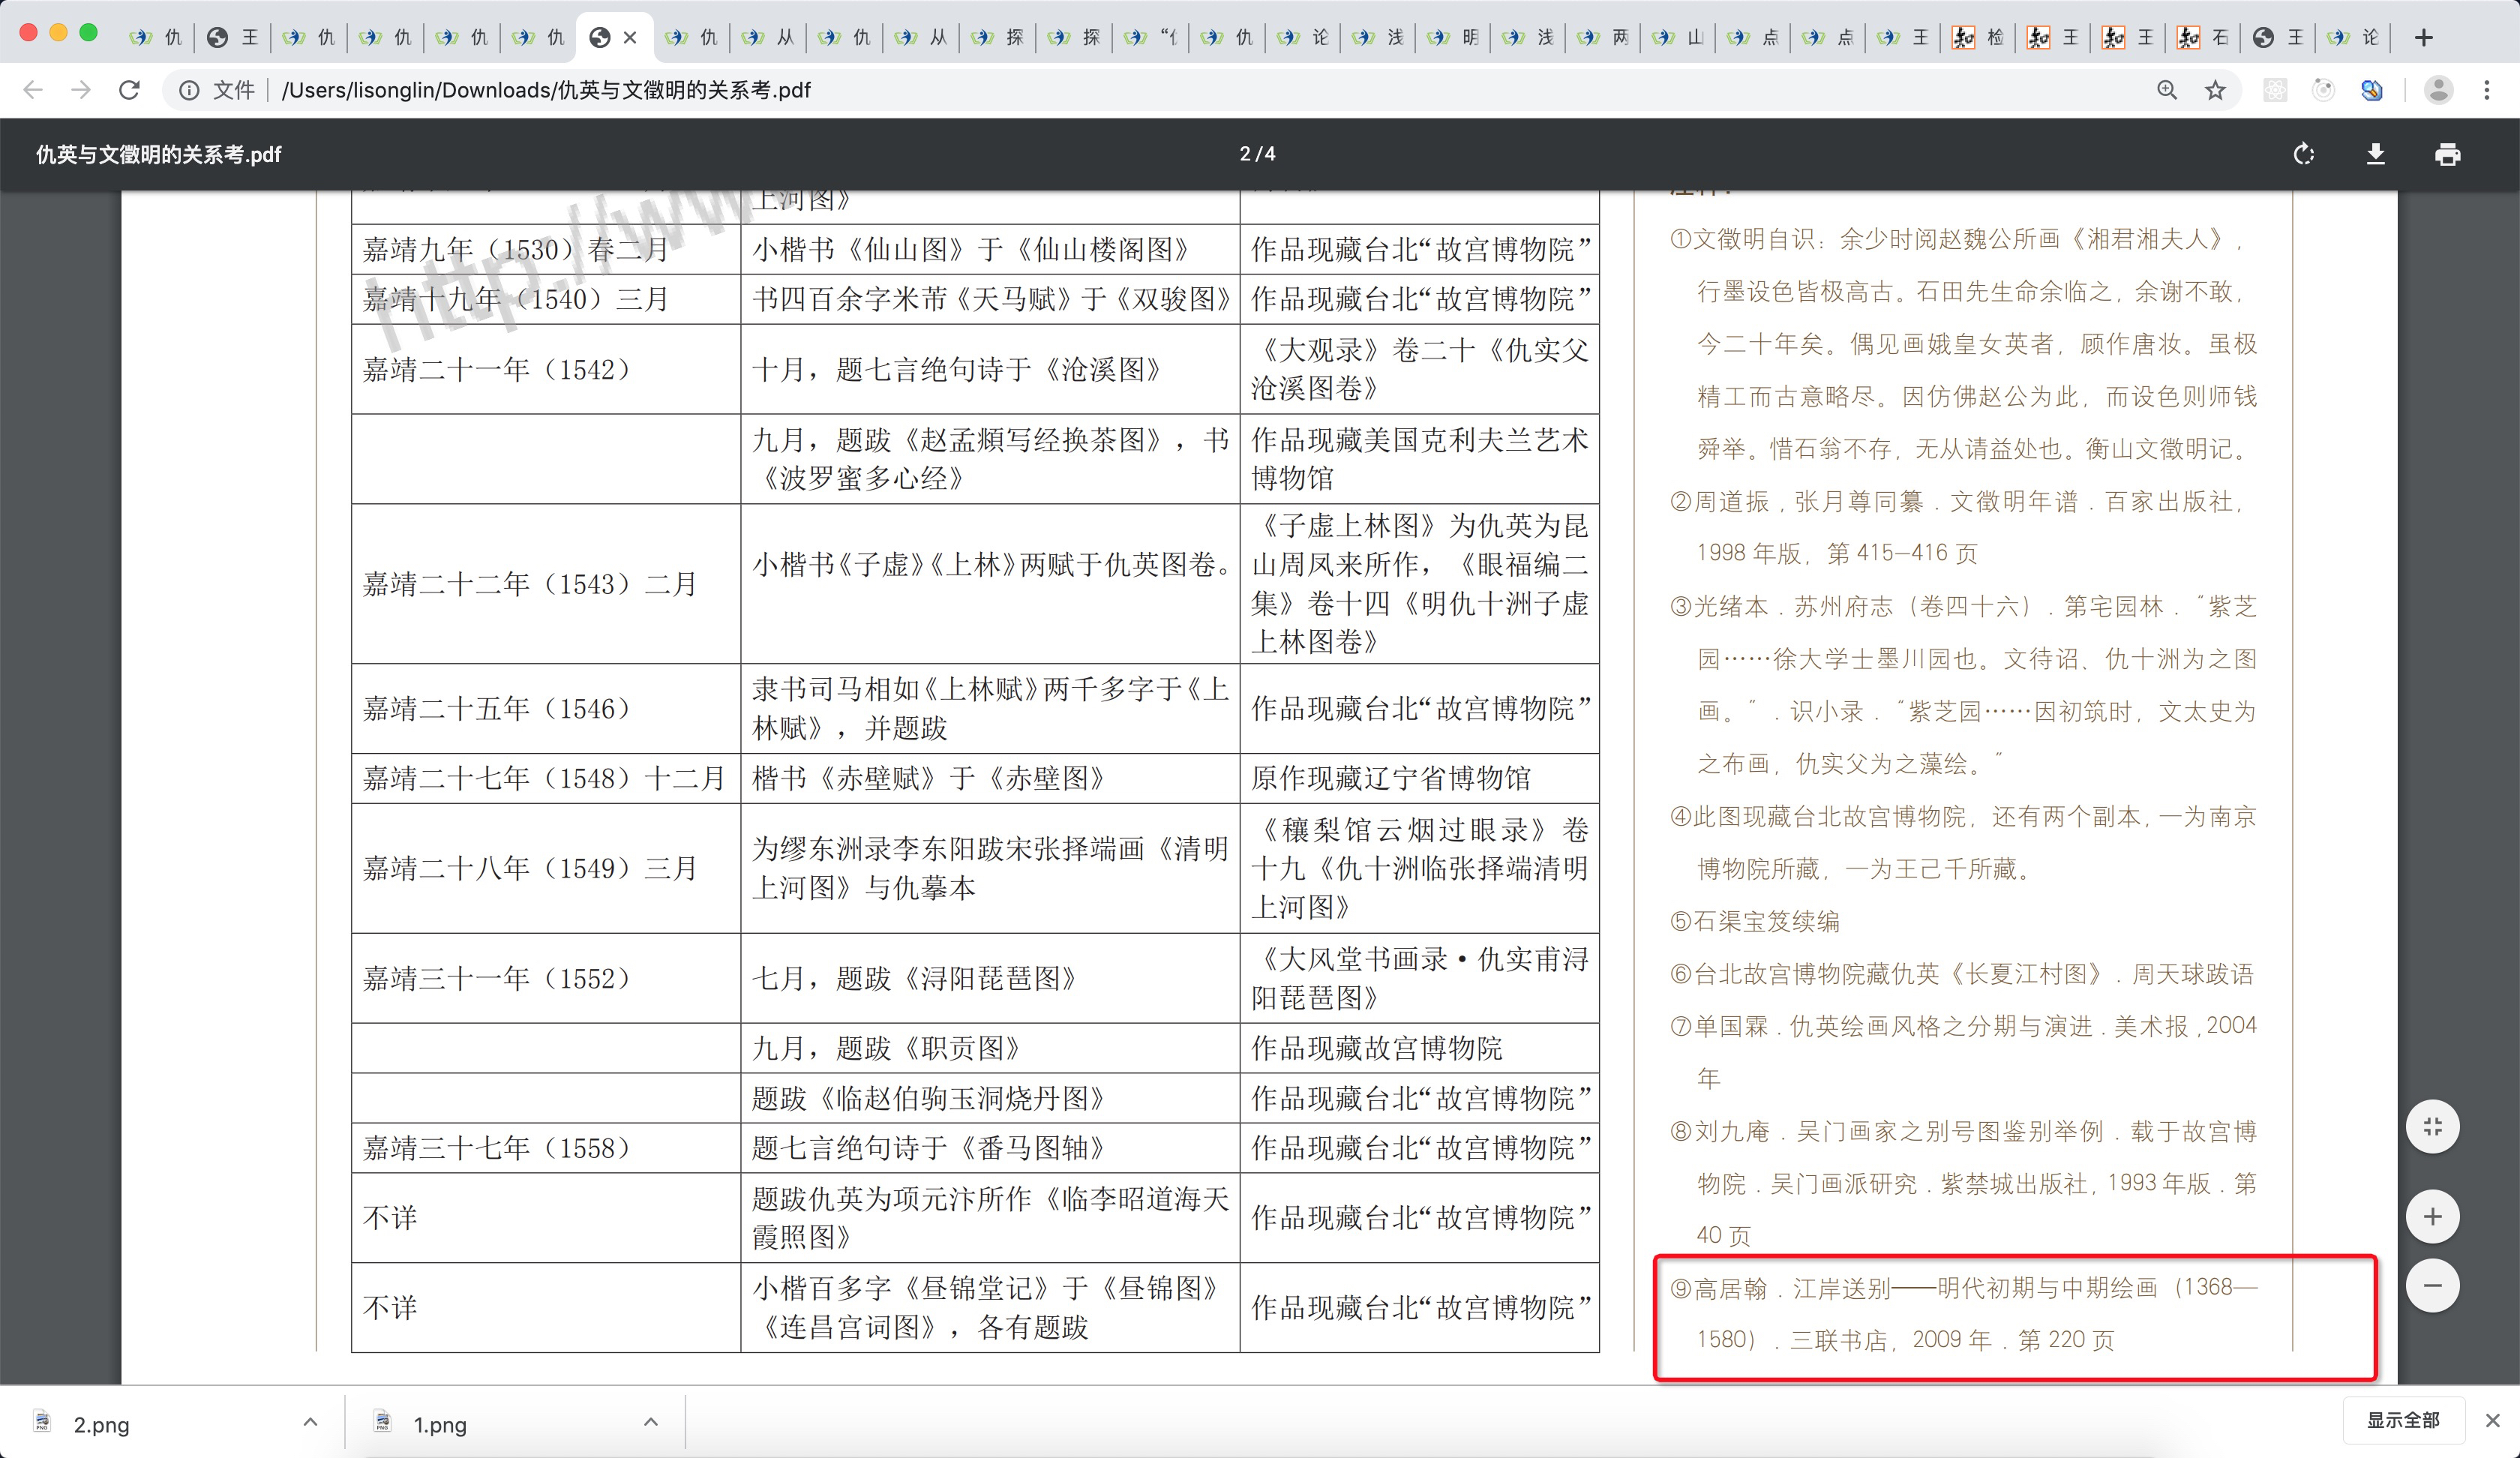 仇
王
仇
仇
仇
仇
仇
从
仇
从
探
探
仇
论
浅
明
浅
两
山
点
点
王
检
王
王
石
王
论
文件
/Users/lisonglin/Downloads/仇英与文徵明的关系考.pdf
仇英与文徵明的关系考.pdf
2/4
上河图》
嘉靖九年（1530）春二月
小楷书《仙山图》于《仙山楼阁图》
作品现藏台北“故宫博物院”
嘉靖十九年（1540）三月
书四百余字米芾《天马赋》于《双骏图》
作品现藏台北“故宫博物院”
嘉靖二十一年（1542）
十月，题七言绝句诗于《沧溪图》
《大观录》卷二十《仇实父
沧溪图卷》
九月，题跋《赵孟頫写经换茶图》，书
《波罗蜜多心经》
作品现藏美国克利夫兰艺术
博物馆
嘉靖二十二年（1543）二月
小楷书《子虚》《上林》两赋于仇英图卷。
《子虚上林图》为仇英为昆
山周凤来所作，《眼福编二
集》卷十四《明仇十洲子虚
上林图卷》
嘉靖二十五年（1546）
隶书司马相如《上林赋》两千多字于《上
林赋》，并题跋
作品现藏台北“故宫博物院”
嘉靖二十七年（1548）十二月
楷书《赤壁赋》于《赤壁图》
原作现藏辽宁省博物馆
嘉靖二十八年（1549）三月
为缪东洲录李东阳跋宋张择端画《清明
上河图》与仇摹本
《穰梨馆云烟过眼录》卷
十九《仇十洲临张择端清明
上河图》
嘉靖三十一年（1552）
七月，题跋《浔阳琵琶图》
《大风堂书画录•仇实甫浔
阳琵琶图》
九月，题跋《职贡图》
作品现藏故宫博物院
题跋《临赵伯驹玉洞烧丹图》
作品现藏台北“故宫博物院”
嘉靖三十七年（1558）
题七言绝句诗于《番马图轴》
作品现藏台北“故宫博物院”
不详
题跋仇英为项元汴所作《临李昭道海天
霞照图》
作品现藏台北“故宫博物院”
不详
小楷百多字《昼锦堂记》于《昼锦图》
《连昌宫词图》，各有题跋
作品现藏台北“故宫博物院”
http://ww
①文徵明自识：余少时阅赵魏公所画《湘君湘夫人》，
行墨设色皆极高古。石田先生命余临之，余谢不敢，
今二十年矣。偶见画娥皇女英者，顾作唐妆。虽极
精工而古意略尽。因仿佛赵公为此，而设色则师钱
舜举。惜石翁不存，无从请益处也。衡山文徵明记。
②周道振，张月尊同纂．文徵明年谱．百家出版社，
1998年版，第415—416页
③光绪本．苏州府志（卷四十六）．第宅园林．“紫芝
园……徐大学士墨川园也。文待诏、仇十洲为之图
画。”．识小录．“紫芝园……因初筑时，文太史为
之布画，仇实父为之藻绘。”
④此图现藏台北故宫博物院，还有两个副本，一为南京
博物院所藏，一为王己千所藏。
⑤石渠宝笈续编
⑥台北故宫博物院藏仇英《长夏江村图》．周天球跋语
⑦单国霖．仇英绘画风格之分期与演进．美术报，2004
年
⑧刘九庵．吴门画家之别号图鉴别举例．载于故宫博
物院．吴门画派研究．紫禁城出版社，1993年版．第
40页
⑨高居翰．江岸送别——明代初期与中期绘画（1368—
1580）．三联书店，2009年．第220页
2.png
1.png
显示全部